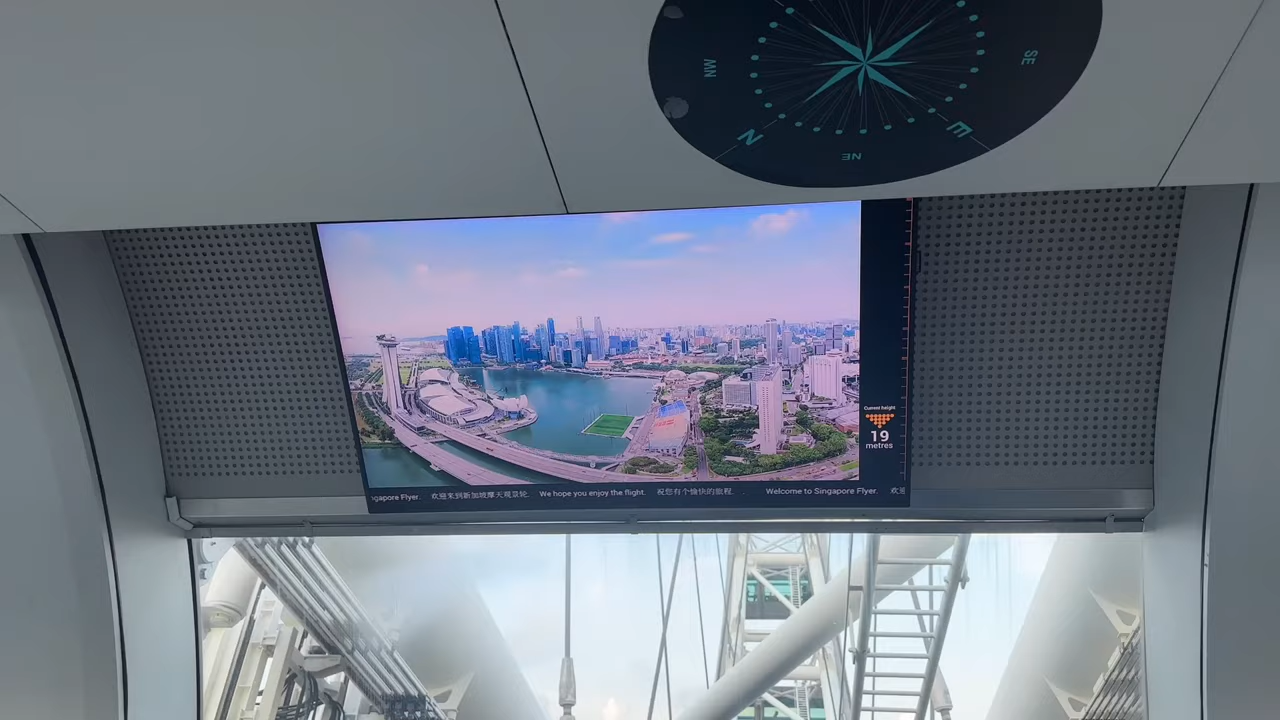 NW
SE
N
E
NE
Current height
19
metres
ngapore Flyer. 欢迎来到新加坡摩天观景轮. We hope you enjoy the flight. 祝您有个愉快的旅程. Welcome to Singapore Flyer. 欢